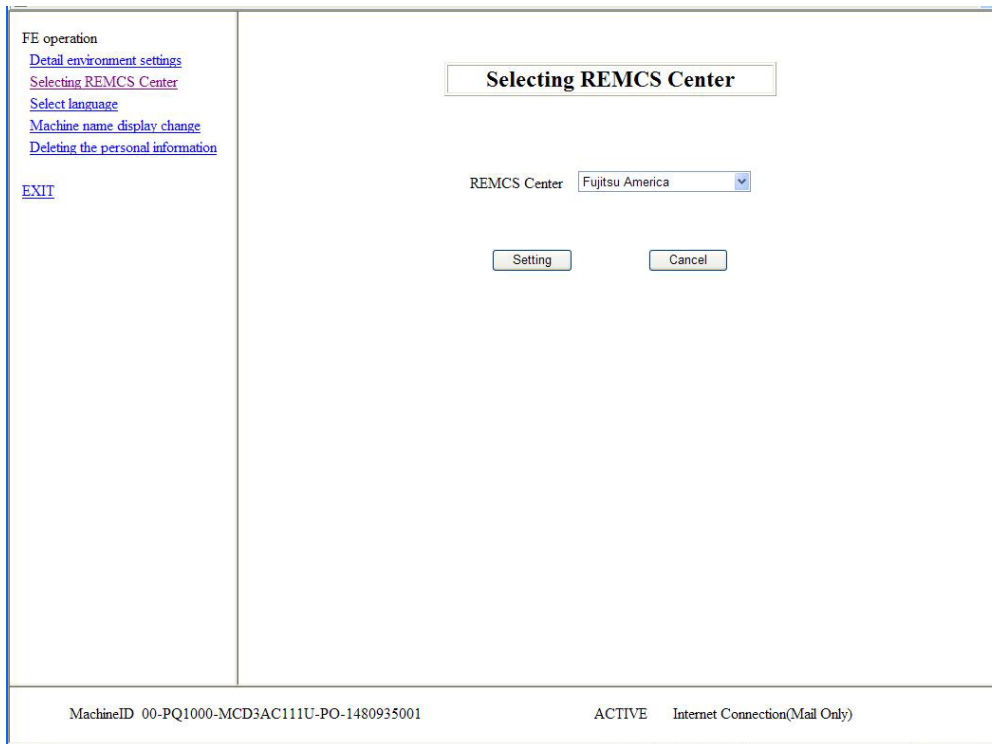 FE operation
Detail environment settings
Selecting REMCS Center
Select language
Machine name display change
Deleting the personal information
EXIT
Selecting REMCS Center
REMCS Center Fujitsu America
Setting Cancel
MachineID 00-PQ1000-MCD3AC111U-PO-1480935001 ACTIVE Internet Connection(Mail Only)